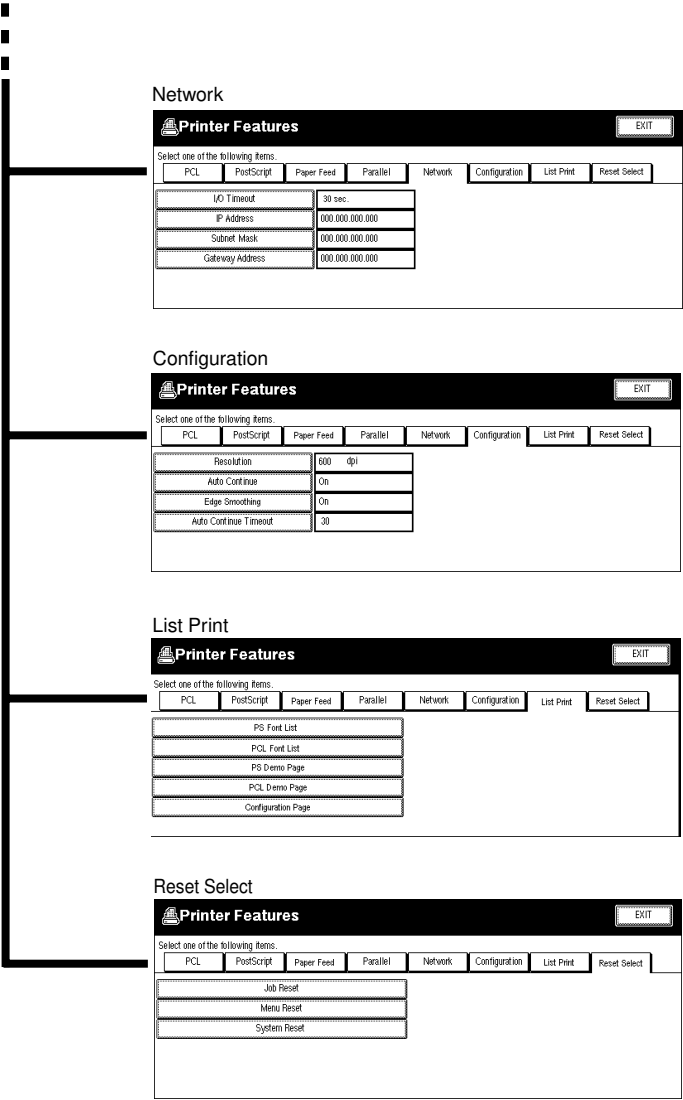 Network
Printer Features EXIT
Select one of the following items.
PCL PostScript Paper Feed Parallel Network Configuration List Print Reset Select
I/O Timeout 30 sec.
IP Address 000.000.000.000
Subnet Mask 000.000.000.000
Gateway Address 000.000.000.000
Configuration
Printer Features EXIT
Select one of the following items.
PCL PostScript Paper Feed Parallel Network Configuration List Print Reset Select
Resolution 600 dpi
Auto Continue On
Edge Smoothing On
Auto Continue Timeout 30
List Print
Printer Features EXIT
Select one of the following items.
PCL PostScript Paper Feed Parallel Network Configuration List Print Reset Select
PS Font List
PCL Font List
PS Demo Page
PCL Demo Page
Configuration Page
Reset Select
Printer Features EXIT
Select one of the following items.
PCL PostScript Paper Feed Parallel Network Configuration List Print Reset Select
Job Reset
Menu Reset
System Reset